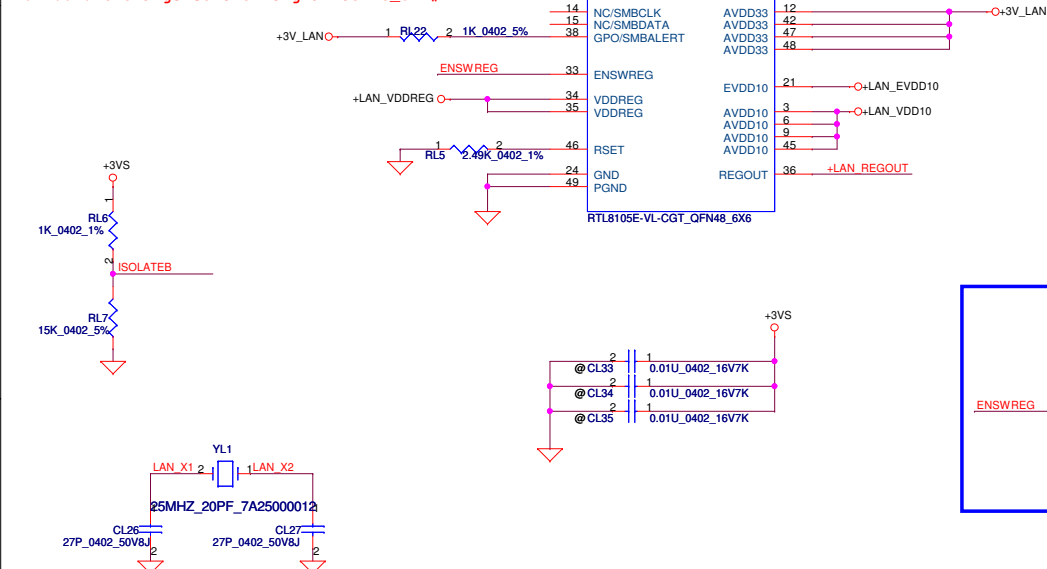 14 NC/SMBCLK AVDD33 12 +3V_LAN
15 NC/SMBDATA AVDD33 42
+3V_LAN 1 RL22 2 1K_0402_5% 38 GPO/SMBALERT AVDD33 47
AVDD33 48
ENSWREG 33 ENSWREG
EVDD10 21 +LAN_EVDD10
+LAN_VDDREG 34 VDDREG
35 VDDREG AVDD10 3 +LAN_VDD10
AVDD10 6
AVDD10 9
1 2 46 RSET AVDD10 45
RL5 2.49K_0402_1%
24 GND REGOUT 36 +LAN_REGOUT
49 PGND
RTL8105E-VL-CGT_QFN48_6X6
+3VS
1
RL6
1K_0402_1%
2
ISOLATEB
RL7
15K_0402_5%
+3VS
2 1
@ CL33 0.01U_0402_16V7K
2 1
@ CL34 0.01U_0402_16V7K
2 1
@ CL35 0.01U_0402_16V7K
ENSWREG
YL1
LAN_X1 2 1 LAN_X2
25MHZ_20PF_7A25000012
1
CL26 CL27
27P_0402_50V8J 27P_0402_50V8J
2 2